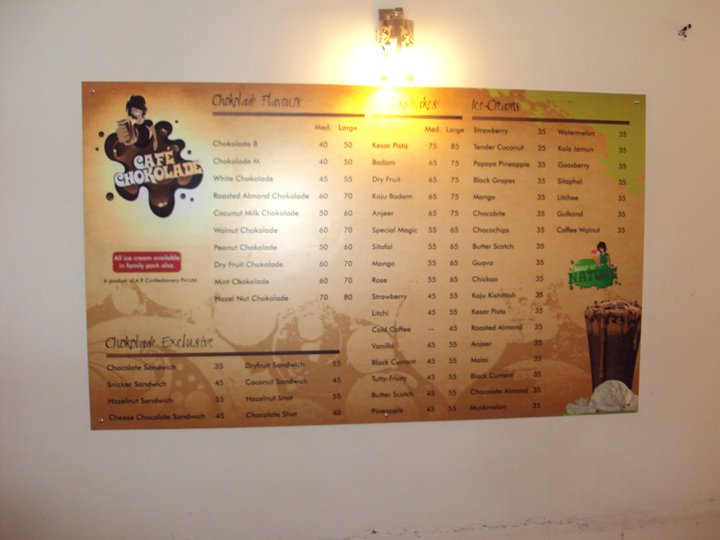 CAFE
CHOKOLADE
All ice cream available
in family pack also.
A product of A.P. Confectionary Pvt.Ltd.
Chokolade Flavours
Med. Large
Chokolade B 40 50
Chokolade M 40 50
White Chokolade 45 55
Roasted Almond Chokolade 60 70
Coconut Milk Chokolade 50 60
Walnut Chokolade 60 70
Peanut Chokolade 50 60
Dry Fruit Chokolade 60 70
Mint Chokolade 60 70
Hazel Nut Chokolade 70 80
Chokolade Exclusive
Chocolate Sandwich 35 Dryfruit Sandwich 55
Snicker Sandwich 45 Coconut Sandwich 45
Hazelnut Sandwich 55 Hazelnut Shot 55
Cheese Chocolate Sandwich 45 Chocolate Shot 40
Med. Large
Kesar Pista 75 85
Badam 65 75
Dry Fruit 65 75
Kaju Badam 65 75
Anjeer 65 75
Special Magic 55 65
Sitafal 55 65
Mango 55 65
Rose 55 65
Strawberry 45 55
Litchi 45 55
Cold Coffee -- 45
Vanilla 45 55
Black Currant 45 55
Tutty-Fruity 45 55
Butter Scotch 45 55
Pineapple 45 55
Ice-Creams
Strawberry 35
Tender Coconut 35
Papaya Pineapple 35
Black Grapes 35
Mango 35
Chocobite 35
Chocochips 35
Butter Scotch 35
Guava 35
Chickoo 35
Kaju Kishmish 35
Kesar Pista 35
Roasted Almond 35
Anjeer 35
Malai 35
Black Currant 35
Chocolate Almond 35
Muskmelon 35
Watermelon 35
Kala Jamun 35
Goosberry 35
Sitaphal 35
Litchee 35
Gulkand 35
Coffee Walnut 35
NATURE